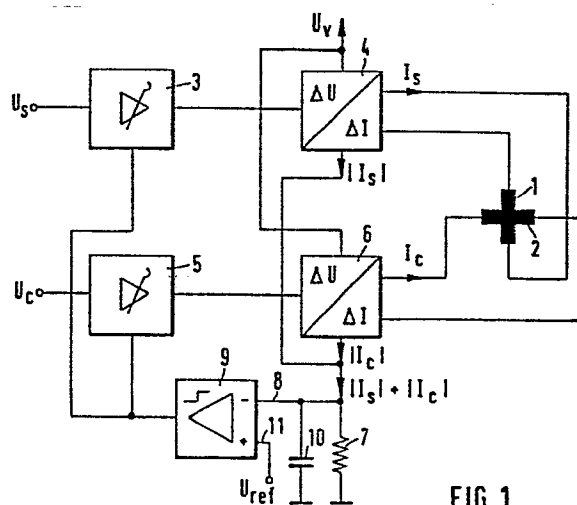 U_v
4
3
I_s
U_s
ΔU
ΔI
|I_s|
1
2
6
5
I_c
U_c
ΔU
ΔI
|I_c|
9
8
|I_s|+|I_c|
-
11
+
10
7
U_ref
FIG. 1